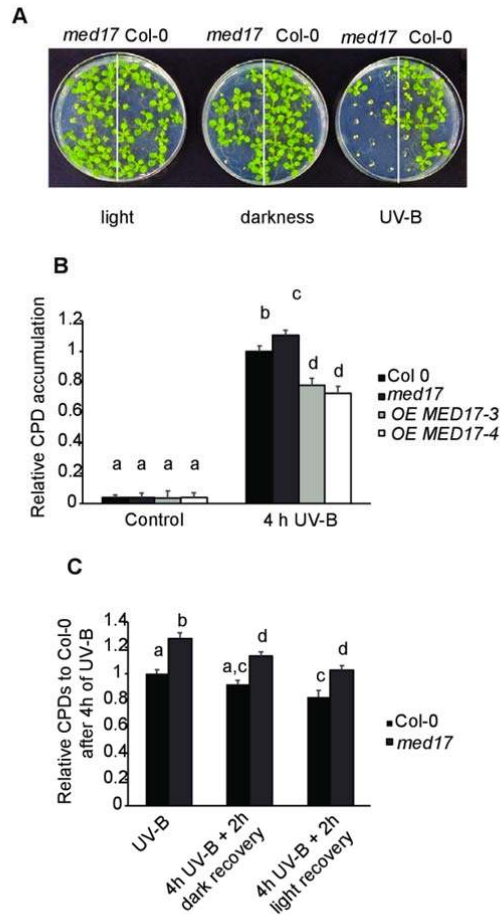 A
med17 Col-0 med17 Col-0 med17 Col-0
light darkness UV-B
B
Relative CPD accumulation
1.2
1
0.8
0.6
0.4
0.2
0
a a a a
b c d d
Control 4 h UV-B
Col 0
med17
OE MED17-3
OE MED17-4
C
Relative CPDs to Col-0
after 4h of UV-B
1.4
1.2
1
0.8
0.6
0.4
1.2
0
a b
a,c d
c d
UV-B
4h UV-B + 2h
dark recovery
4h UV-B + 2h
light recovery
Col-0
med17